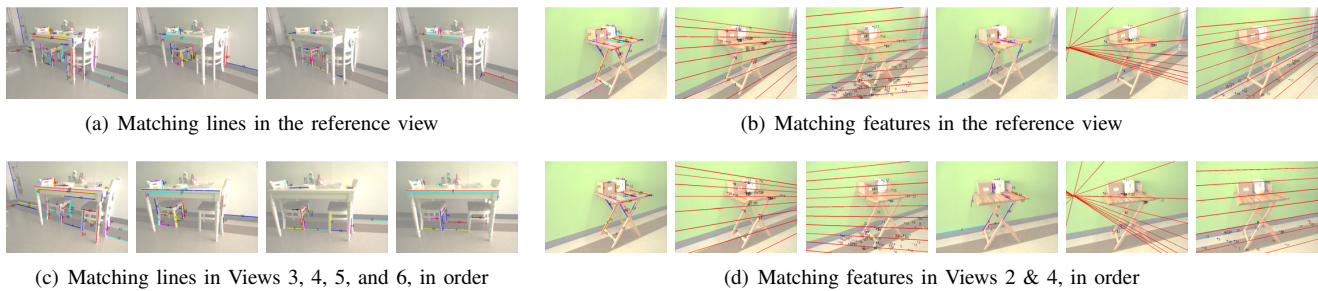 (a) Matching lines in the reference view
(b) Matching features in the reference view
(c) Matching lines in Views 3, 4, 5, and 6, in order
(d) Matching features in Views 2 & 4, in order